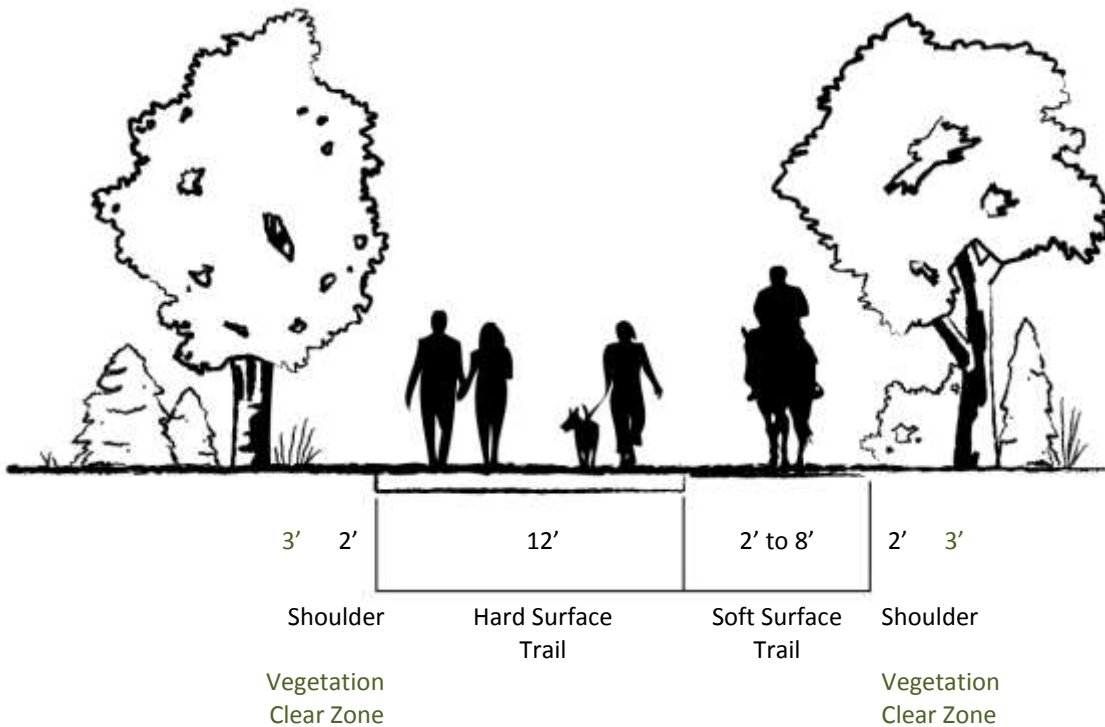 3’ 2’ 12’ 2’ to 8’ 2’ 3’
Shoulder Hard Surface Soft Surface Shoulder
Trail Trail
Vegetation Vegetation
Clear Zone Clear Zone